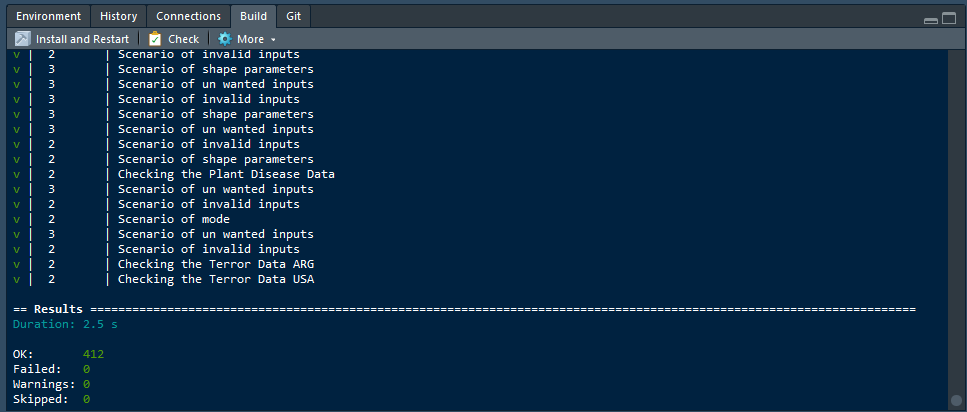 Environment History Connections Build Git
Install and Restart Check More
v | 2 | Scenario of invalid inputs
v | 3 | Scenario of shape parameters
v | 3 | Scenario of un wanted inputs
v | 3 | Scenario of invalid inputs
v | 3 | Scenario of shape parameters
v | 3 | Scenario of un wanted inputs
v | 2 | Scenario of invalid inputs
v | 2 | Scenario of shape parameters
v | 2 | Checking the Plant Disease Data
v | 3 | Scenario of un wanted inputs
v | 2 | Scenario of invalid inputs
v | 2 | Scenario of mode
v | 3 | Scenario of un wanted inputs
v | 2 | Scenario of invalid inputs
v | 2 | Checking the Terror Data ARG
v | 2 | Checking the Terror Data USA
== Results ======================================================================================================================
Duration: 2.5 s
OK: 412
Failed: 0
Warnings: 0
Skipped: 0